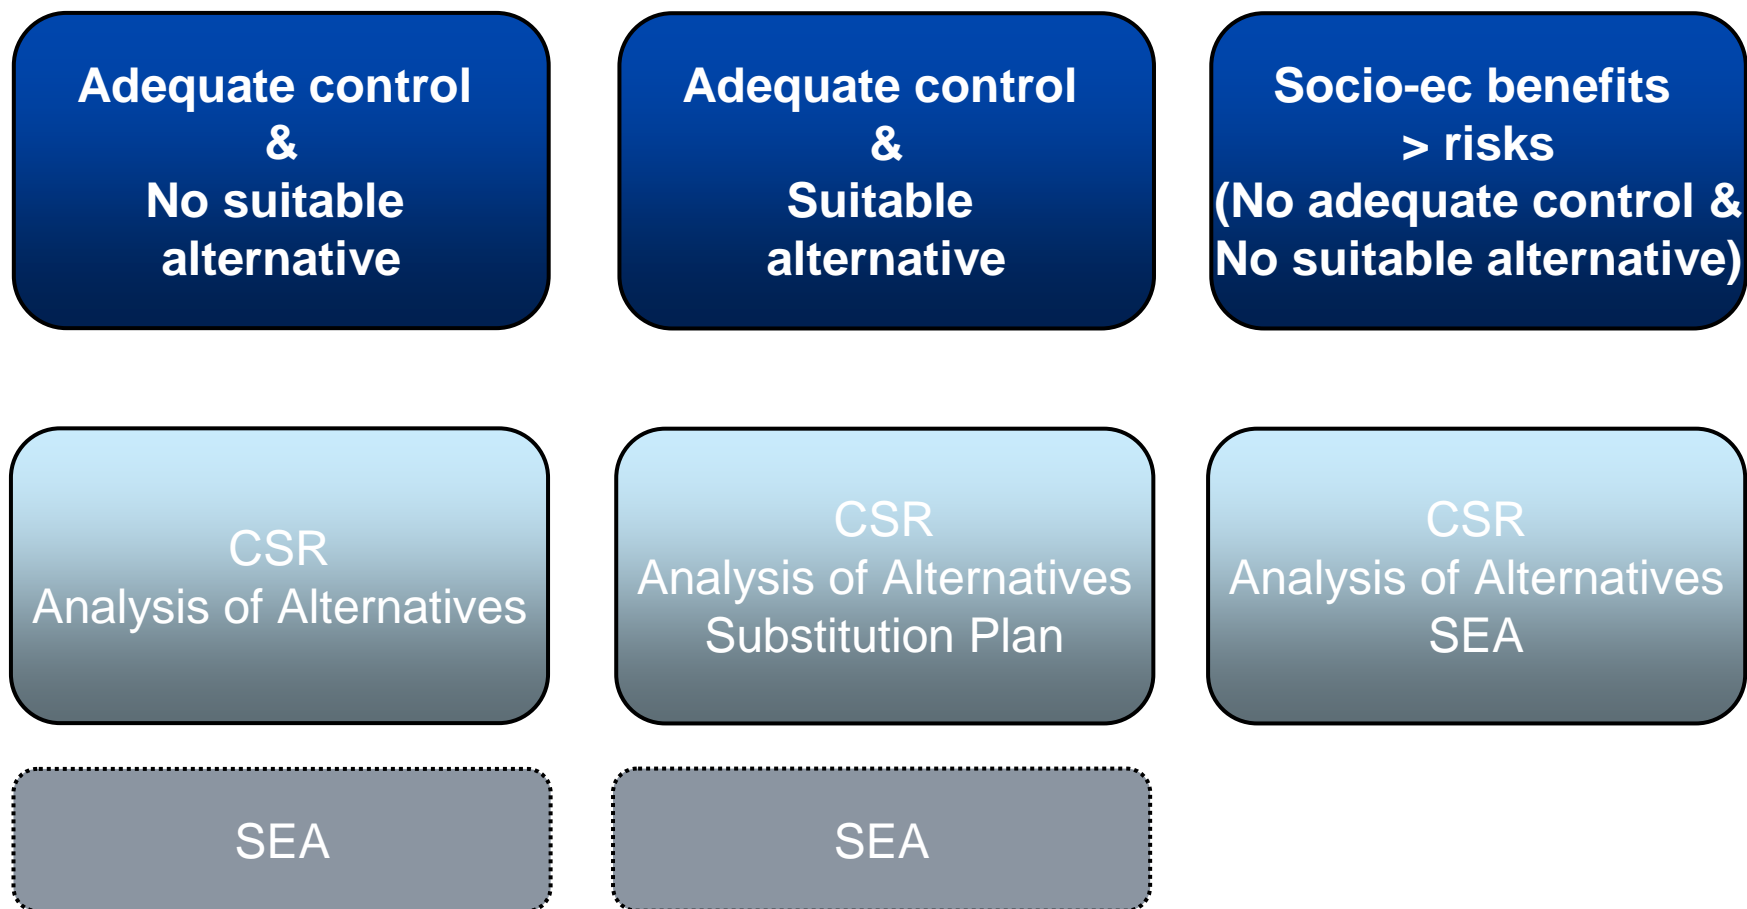 Adequate control
&
No suitable
alternative
Adequate control
&
Suitable
alternative
Socio-ec benefits
> risks
(No adequate control &
No suitable alternative)
CSR
Analysis of Alternatives
CSR
Analysis of Alternatives
Substitution Plan
CSR
Analysis of Alternatives
SEA
SEA
SEA